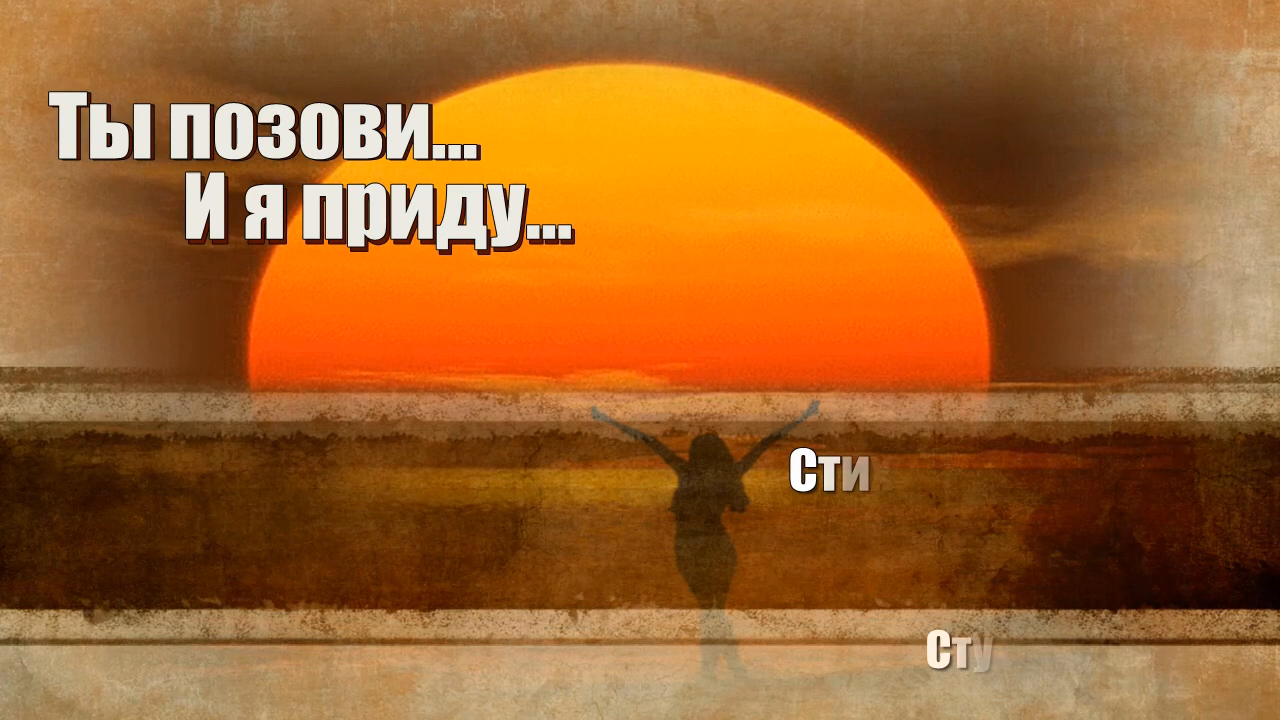 Ты позови...
И я приду...
Сти
Сту